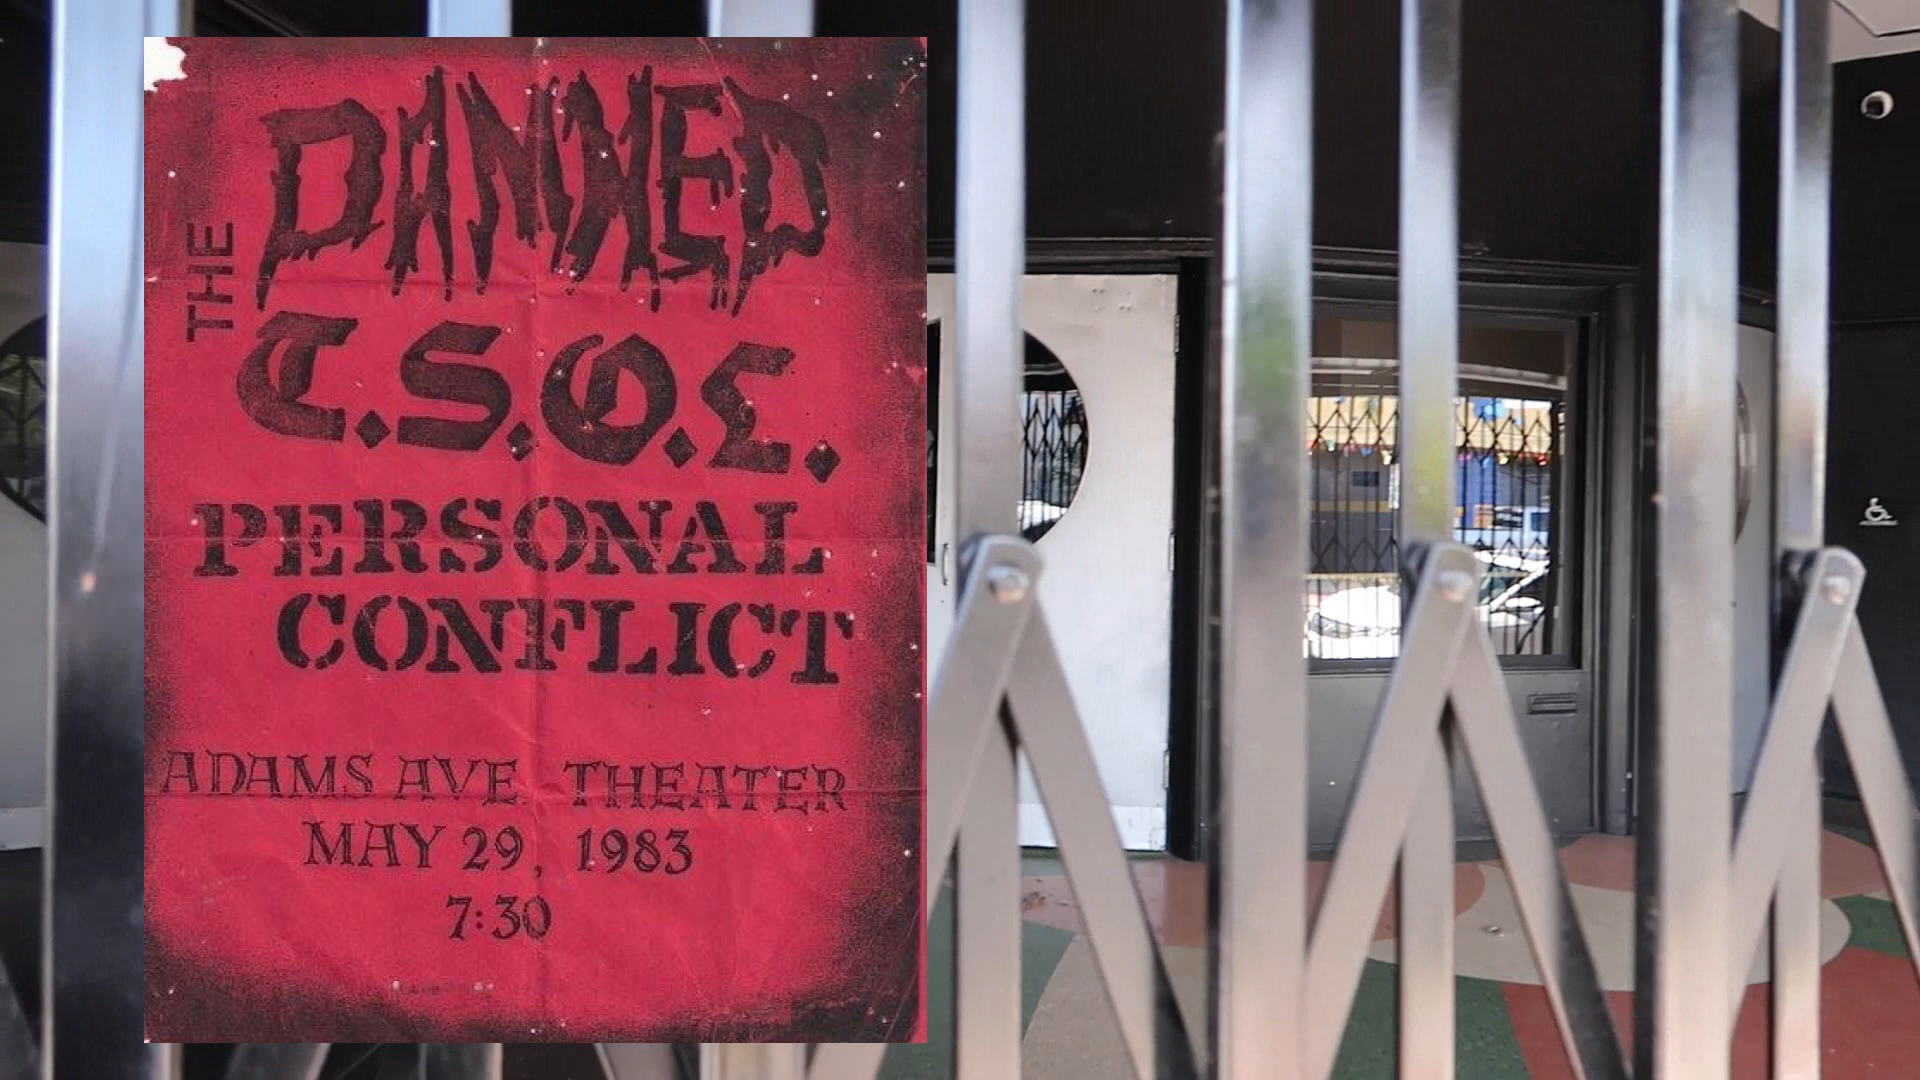 THE DAMNED
T.S.O.L.
PERSONAL
CONFLICT
ADAMS AVE. THEATER
MAY 29, 1983
7:30